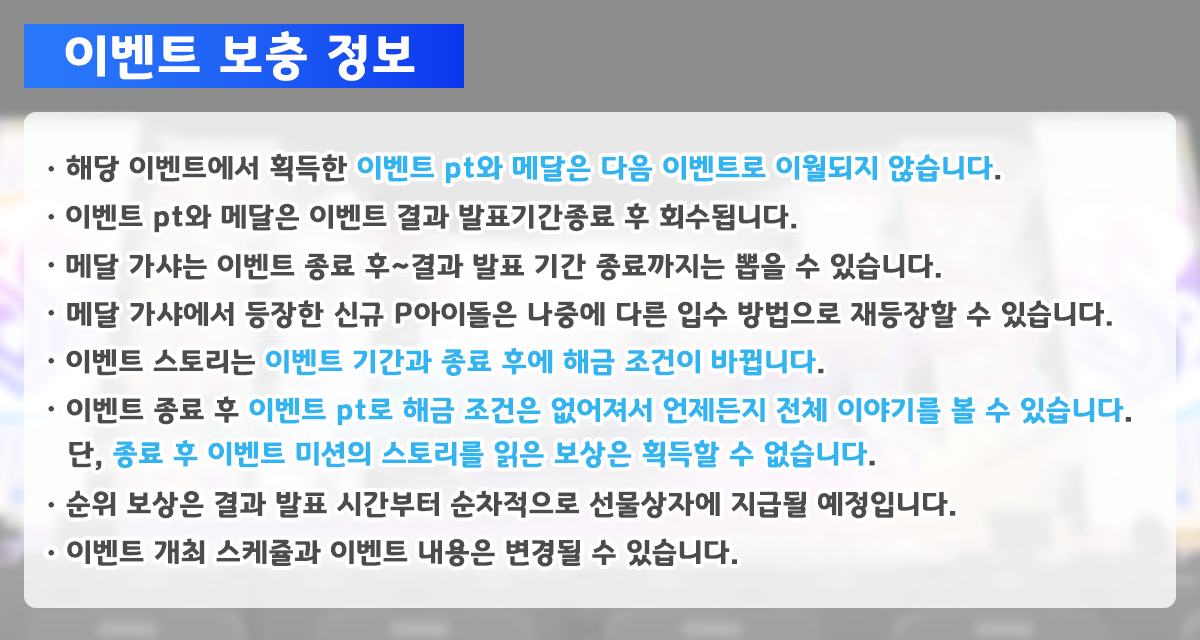 이벤트 보충 정보
· 해당 이벤트에서 획득한 이벤트 pt와 메달은 다음 이벤트로 이월되지 않습니다.
· 이벤트 pt와 메달은 이벤트 결과 발표기간종료 후 회수됩니다.
· 메달 가샤는 이벤트 종료 후~결과 발표 기간 종료까지는 뽑을 수 있습니다.
· 메달 가샤에서 등장한 신규 P아이돌은 나중에 다른 입수 방법으로 재등장할 수 있습니다.
· 이벤트 스토리는 이벤트 기간과 종료 후에 해금 조건이 바뀝니다.
· 이벤트 종료 후 이벤트 pt로 해금 조건은 없어져서 언제든지 전체 이야기를 볼 수 있습니다.
단, 종료 후 이벤트 미션의 스토리를 읽은 보상은 획득할 수 없습니다.
· 순위 보상은 결과 발표 시간부터 순차적으로 선물상자에 지급될 예정입니다.
· 이벤트 개최 스케쥴과 이벤트 내용은 변경될 수 있습니다.